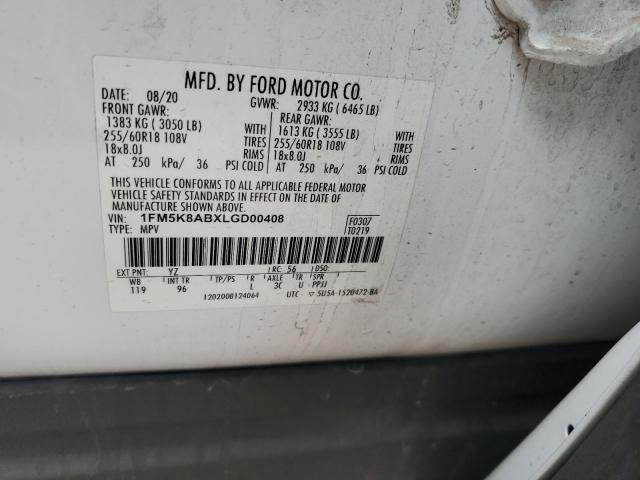 MFD. BY FORD MOTOR CO.
DATE: 08/20 GVWR: 2933 KG ( 6465 LB)
FRONT GAWR: REAR GAWR:
1383 KG ( 3050 LB) WITH 1613 KG ( 3555 LB) WITH
255/60R18 108V TIRES 255/60R18 108V TIRES
18x8.0J RIMS 18x8.0J RIMS
AT 250 kPa/ 36 PSI COLD AT 250 kPa/ 36 PSI COLD
THIS VEHICLE CONFORMS TO ALL APPLICABLE FEDERAL MOTOR
VEHICLE SAFETY STANDARDS IN EFFECT ON THE DATE OF
MANUFACTURE SHOWN ABOVE.
VIN: 1FM5K8ABXLGD00408 F0307
TYPE: MPV T0219
EXT PNT: YZ RC: 56 DSO:
WB INT TR TP/PS R AXLE TR SPR
119 96 L 3C U PPJJ
1202008124064 UTC ▽ 5U5A-1520472-BA